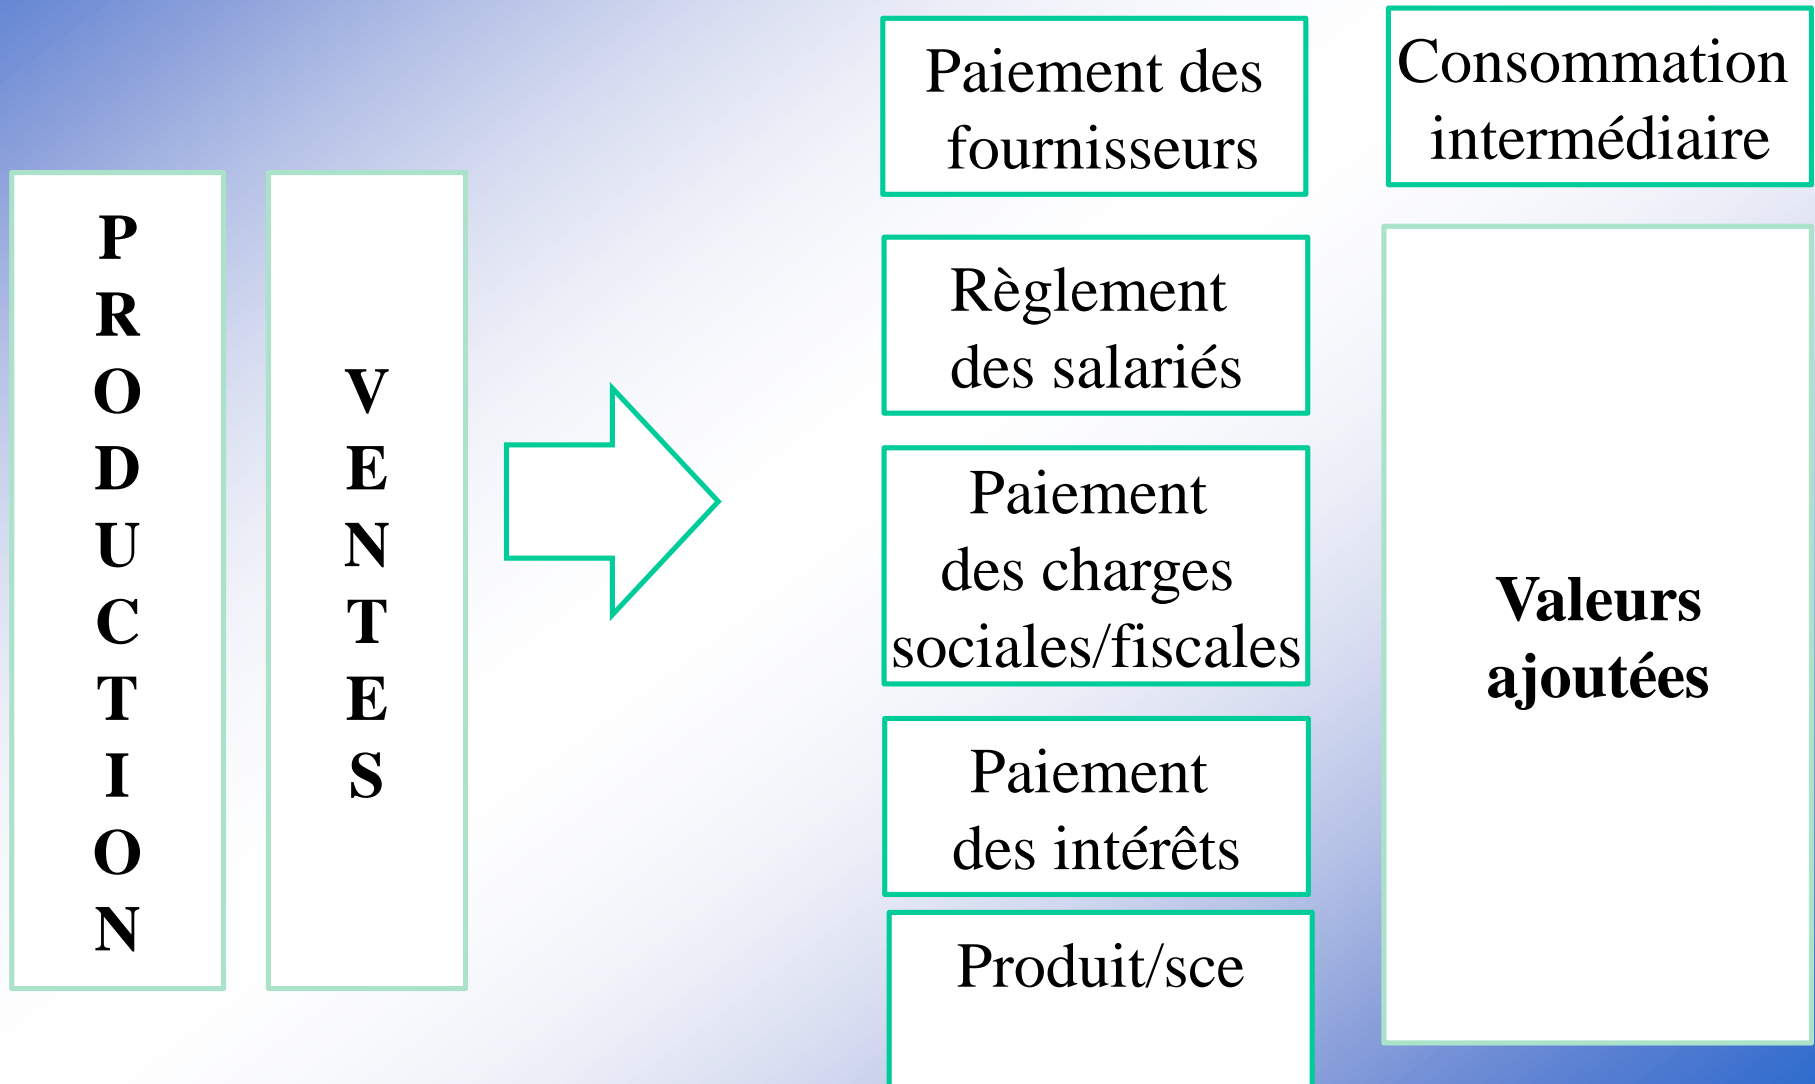 P
R
O
D
U
C
T
I
O
N
V
E
N
T
E
S
Paiement des
fournisseurs
Règlement
des salariés
Paiement
des charges
sociales/fiscales
Paiement
des intérêts
Produit/sce
Consommation
intermédiaire
Valeurs
ajoutées